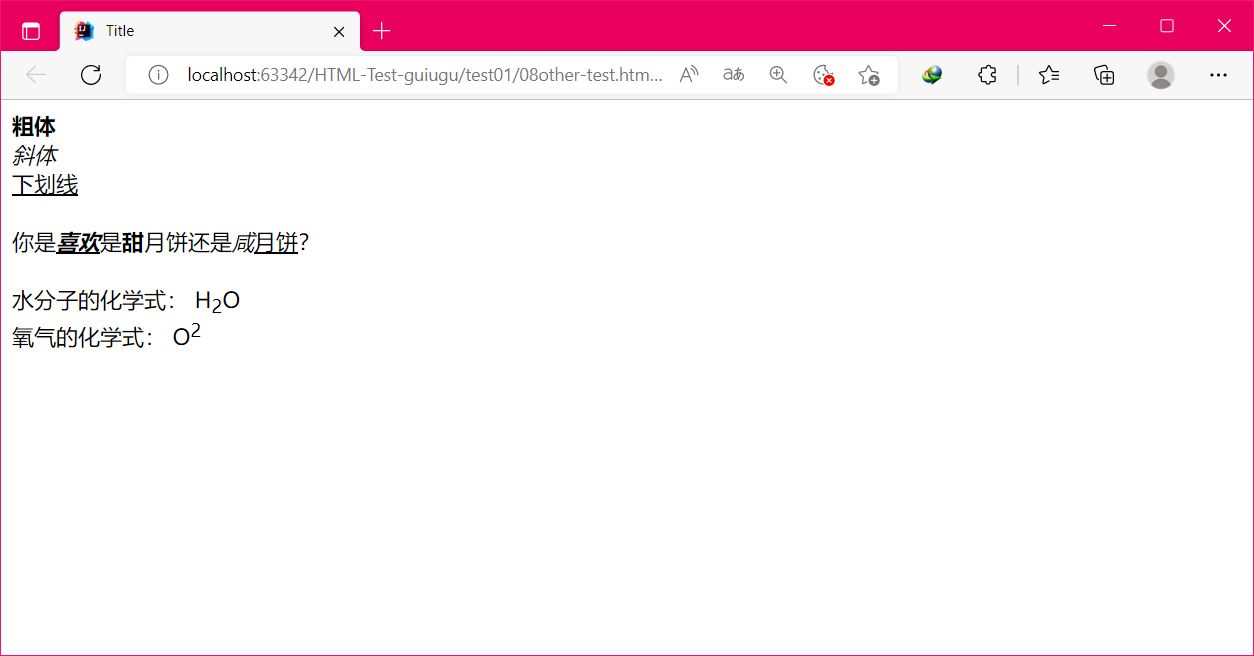 Title
localhost:63342/HTML-Test-guiugu/test01/08other-test.htm...
粗体
斜体
下划线
你是喜欢是甜月饼还是咸月饼？
水分子的化学式： H₂O
氧气的化学式： O²